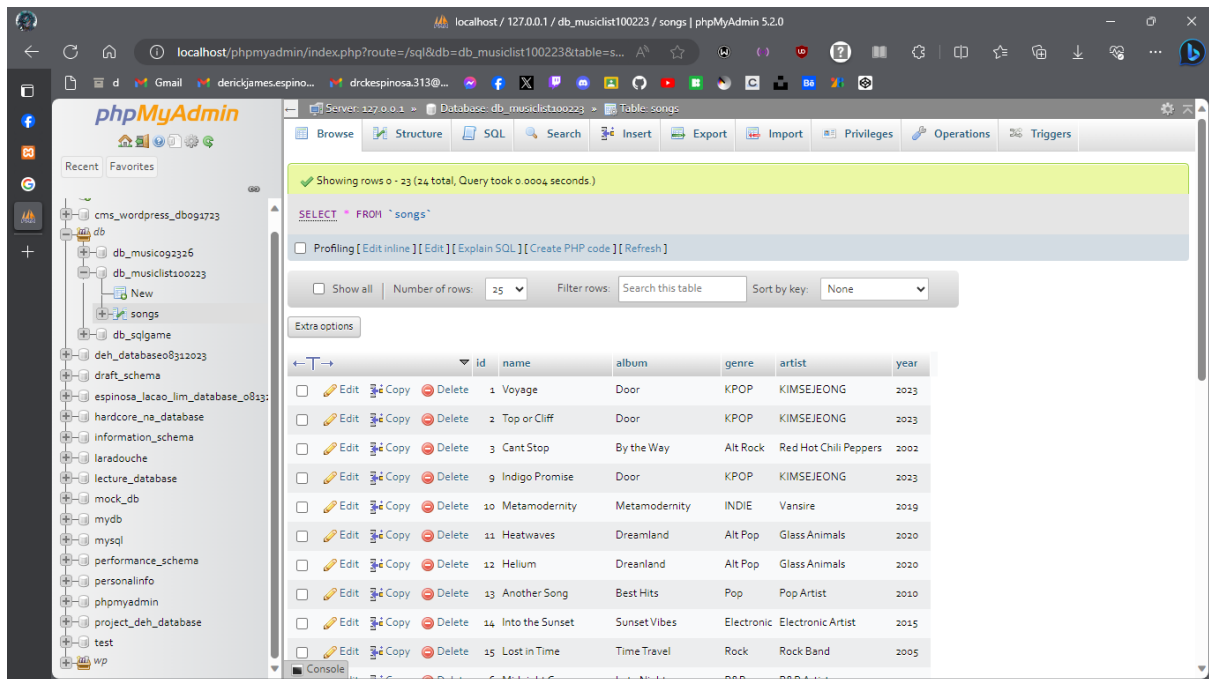 localhost / 127.0.0.1 / db_musiclist100223 / songs | phpMyAdmin 5.2.0
localhost/phpmyadmin/index.php?route=/sql&db=db_musiclist100223&table=s...
d Gmail derickjames.espino... drckespinosa.313@...
phpMyAdmin
Recent Favorites
cms_wordpress_db091723
db
db_music092326
db_musiclist100223
New
songs
db_sqlgame
deh_database08312023
draft_schema
espinosa_lacao_lim_database_0813
hardcore_na_database
information_schema
laradouche
lecture_database
mock_db
mydb
mysql
performance_schema
personalinfo
phpmyadmin
project_deh_database
test
wp
Server: 127.0.0.1 » Database: db_musiclist100223 » Table: songs
Browse Structure SQL Search Insert Export Import Privileges Operations Triggers
Showing rows 0 - 23 (24 total, Query took 0.0004 seconds.)
SELECT * FROM `songs`
Profiling [ Edit inline ] [ Edit ] [ Explain SQL ] [ Create PHP code ] [ Refresh ]
Show all | Number of rows: 25 Filter rows: Search this table Sort by key: None
Extra options
←T→ id name album genre artist year
Edit Copy Delete 1 Voyage Door KPOP KIMSEJEONG 2023
Edit Copy Delete 2 Top or Cliff Door KPOP KIMSEJEONG 2023
Edit Copy Delete 3 Cant Stop By the Way Alt Rock Red Hot Chili Peppers 2002
Edit Copy Delete 9 Indigo Promise Door KPOP KIMSEJEONG 2023
Edit Copy Delete 10 Metamodernity Metamodernity INDIE Vansire 2019
Edit Copy Delete 11 Heatwaves Dreamland Alt Pop Glass Animals 2020
Edit Copy Delete 12 Helium Dreanland Alt Pop Glass Animals 2020
Edit Copy Delete 13 Another Song Best Hits Pop Pop Artist 2010
Edit Copy Delete 14 Into the Sunset Sunset Vibes Electronic Electronic Artist 2015
Edit Copy Delete 15 Lost in Time Time Travel Rock Rock Band 2005
Console